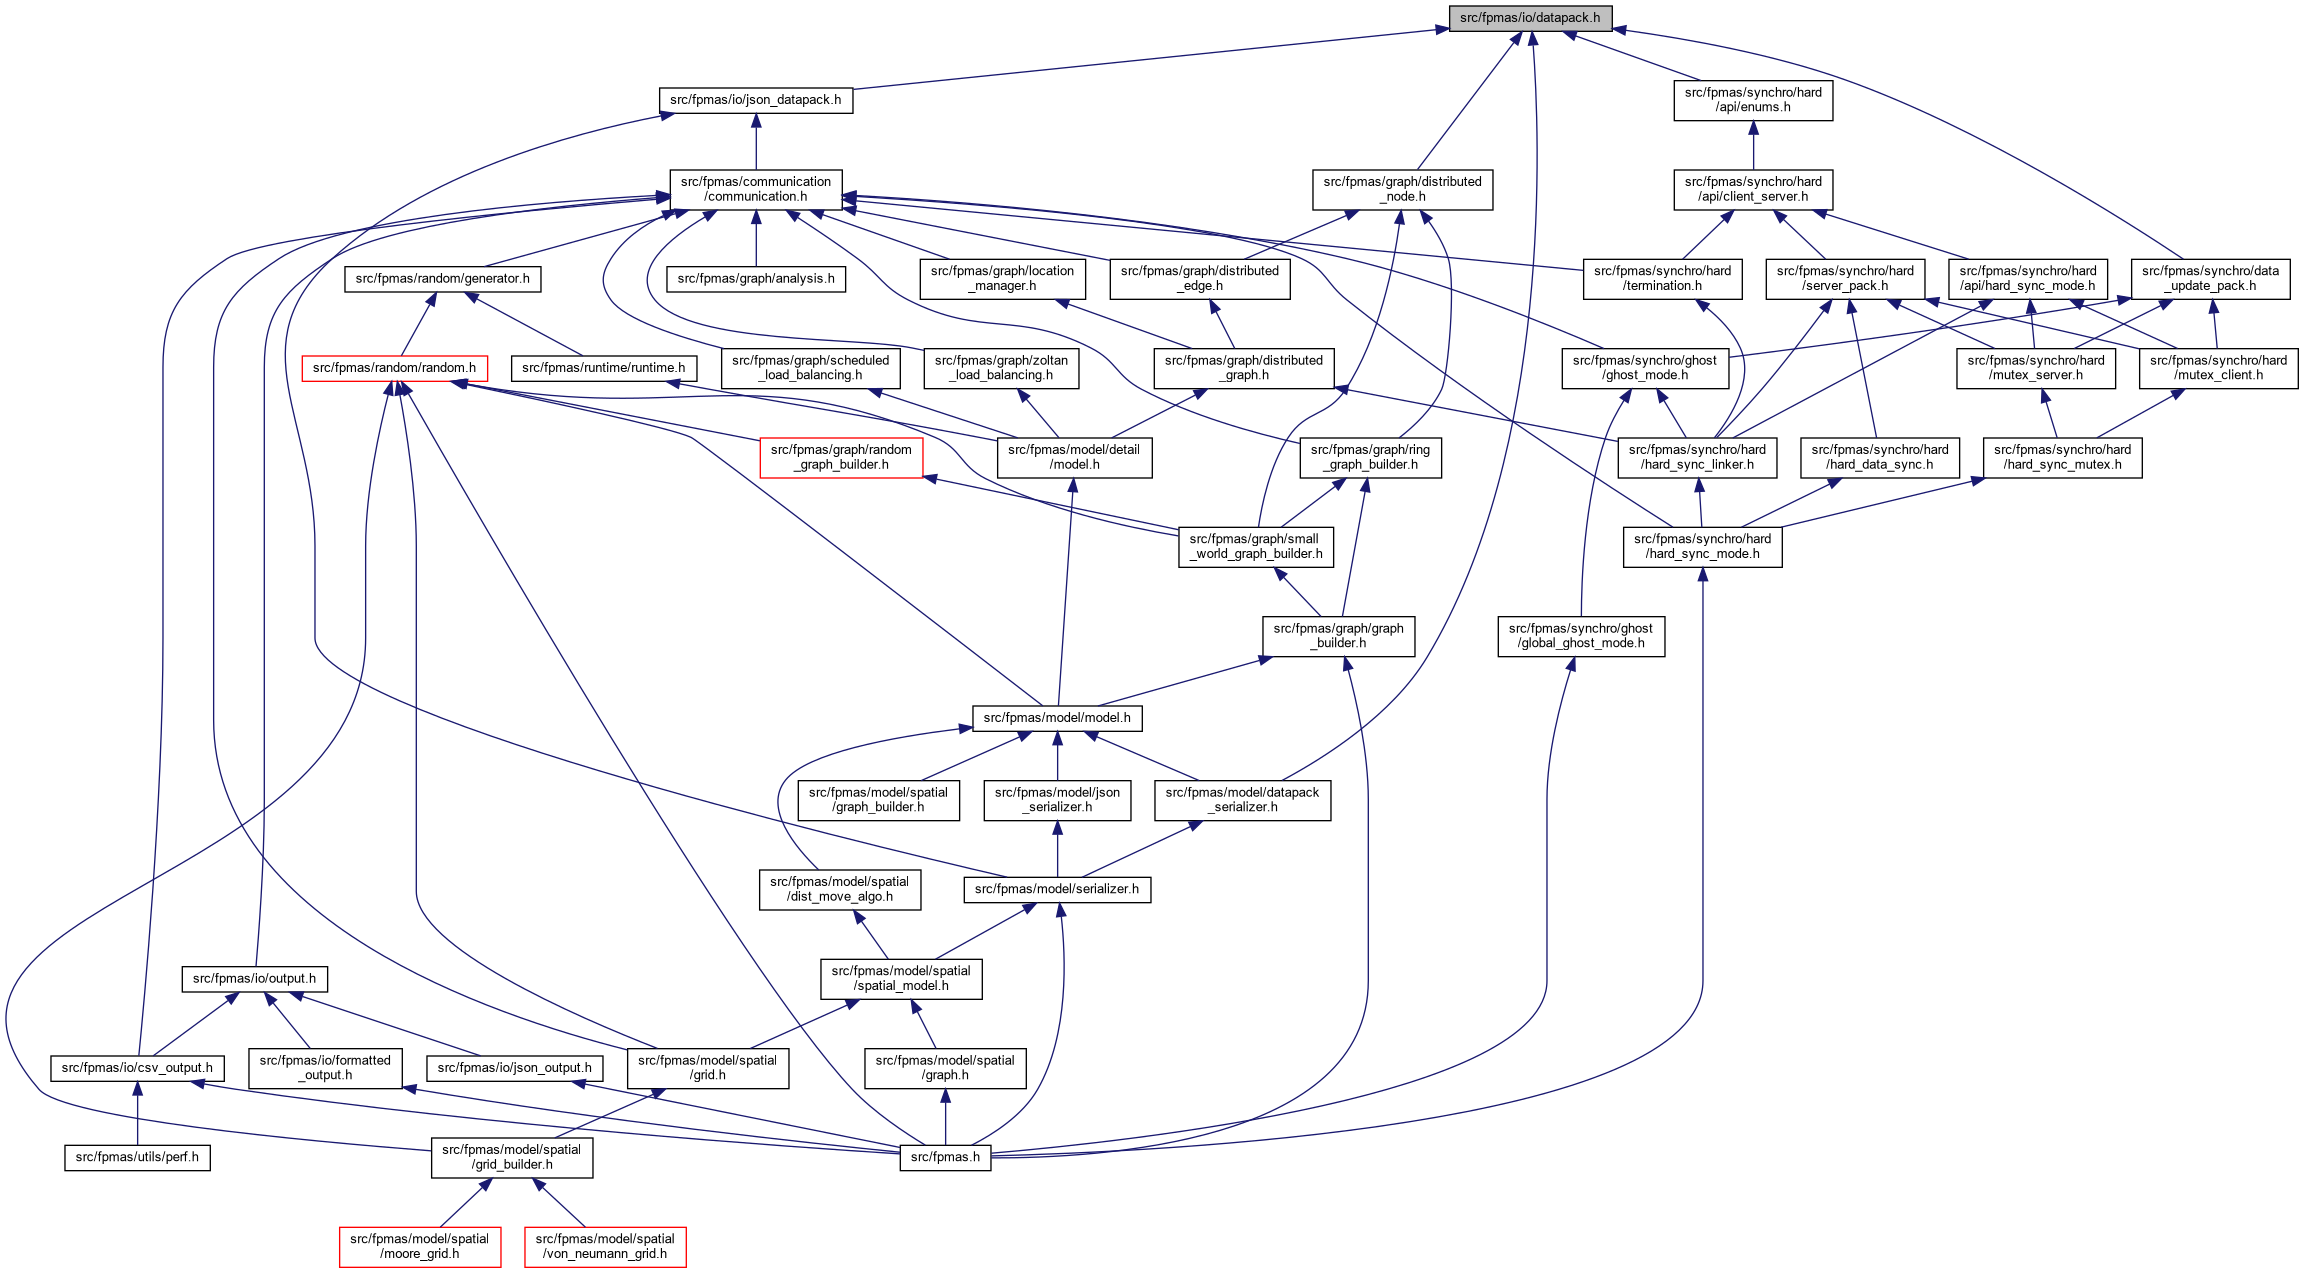 src/fpmas/io/datapack.h
src/fpmas/io/json_datapack.h
src/fpmas/synchro/hard
/api/enums.h
src/fpmas/communication
/communication.h
src/fpmas/graph/distributed
_node.h
src/fpmas/synchro/hard
/api/client_server.h
src/fpmas/random/generator.h
src/fpmas/graph/analysis.h
src/fpmas/graph/location
_manager.h
src/fpmas/graph/distributed
_edge.h
src/fpmas/synchro/hard
/termination.h
src/fpmas/synchro/hard
/server_pack.h
src/fpmas/synchro/hard
/api/hard_sync_mode.h
src/fpmas/synchro/data
_update_pack.h
src/fpmas/random/random.h
src/fpmas/runtime/runtime.h
src/fpmas/graph/scheduled
_load_balancing.h
src/fpmas/graph/zoltan
_load_balancing.h
src/fpmas/graph/distributed
_graph.h
src/fpmas/synchro/ghost
/ghost_mode.h
src/fpmas/synchro/hard
/mutex_server.h
src/fpmas/synchro/hard
/mutex_client.h
src/fpmas/graph/random
_graph_builder.h
src/fpmas/model/detail
/model.h
src/fpmas/graph/ring
_graph_builder.h
src/fpmas/synchro/hard
/hard_sync_linker.h
src/fpmas/synchro/hard
/hard_data_sync.h
src/fpmas/synchro/hard
/hard_sync_mutex.h
src/fpmas/graph/small
_world_graph_builder.h
src/fpmas/synchro/hard
/hard_sync_mode.h
src/fpmas/graph/graph
_builder.h
src/fpmas/synchro/ghost
/global_ghost_mode.h
src/fpmas/model/model.h
src/fpmas/model/spatial
/graph_builder.h
src/fpmas/model/json
_serializer.h
src/fpmas/model/datapack
_serializer.h
src/fpmas/model/spatial
/dist_move_algo.h
src/fpmas/model/serializer.h
src/fpmas/io/output.h
src/fpmas/model/spatial
/spatial_model.h
src/fpmas/io/csv_output.h
src/fpmas/io/formatted
_output.h
src/fpmas/io/json_output.h
src/fpmas/model/spatial
/grid.h
src/fpmas/model/spatial
/graph.h
src/fpmas/utils/perf.h
src/fpmas/model/spatial
/grid_builder.h
src/fpmas.h
src/fpmas/model/spatial
/moore_grid.h
src/fpmas/model/spatial
/von_neumann_grid.h